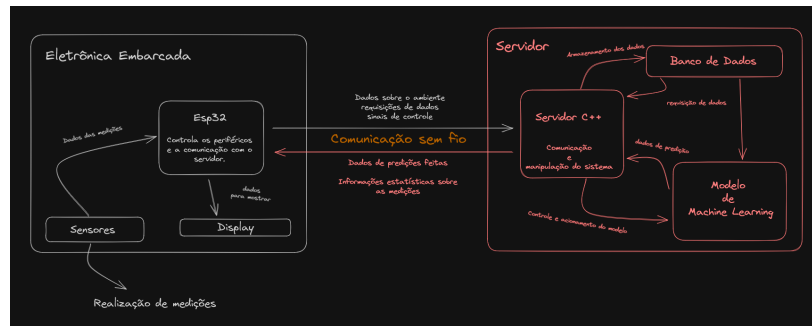 Eletrônica Embarcada
Esp32
Controla os periféricos
e a comunicação com o
servidor.
Dados das medições
dados
para mostrar
Sensores
Display
Realização de medições
Dados sobre o ambiente
requisições de dados
sinais de controle
Comunicação sem fio
Dados de predições feitas
Informações estatísticas sobre
as medições
Servidor
Armazenamento dos dados
Banco de Dados
requisição de dados
Servidor C++
Comunicação
e
manipulação do sistema
dados de predição
Modelo
de
Machine Learning
Controle e acionamento do modelo